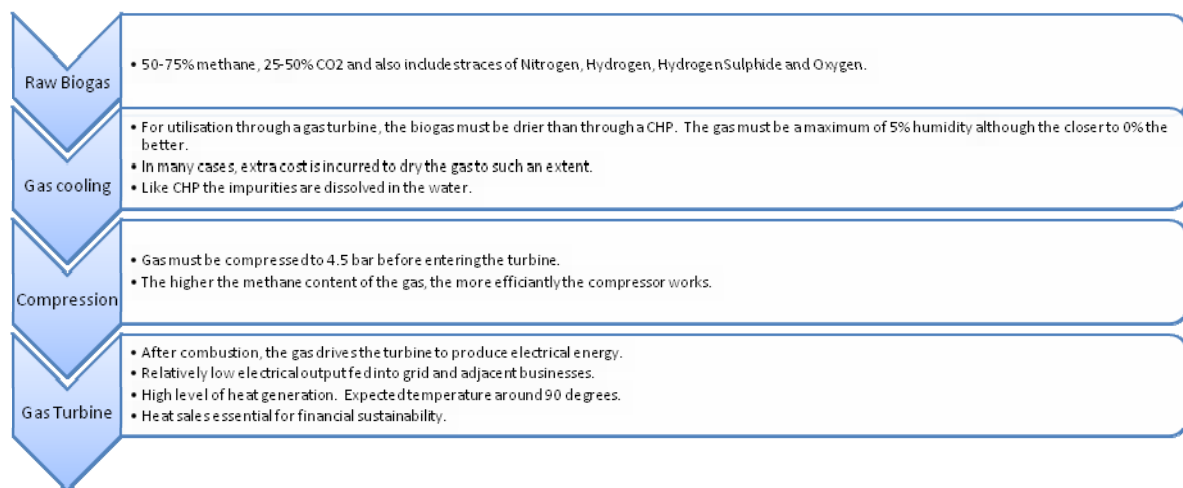 Raw Biogas
• 50-75% methane, 25-50% CO2 and also include straces of Nitrogen, Hydrogen, Hydrogen Sulphide and Oxygen.
Gas cooling
• For utilisation through a gas turbine, the biogas must be drier than through a CHP. The gas must be a maximum of 5% humidity although the closer to 0% the
better.
• In many cases, extra cost is incurred to dry the gas to such an extent.
• Like CHP the impurities are dissolved in the water.
Compression
• Gas must be compressed to 4.5 bar before entering the turbine.
• The higher the methane content of the gas, the more efficiantly the compressor works.
Gas Turbine
• After combustion, the gas drives the turbine to produce electrical energy.
• Relatively low electrical output fed into grid and adjacent businesses.
• High level of heat generation. Expected temperature around 90 degrees.
• Heat sales essential for financial sustainability.